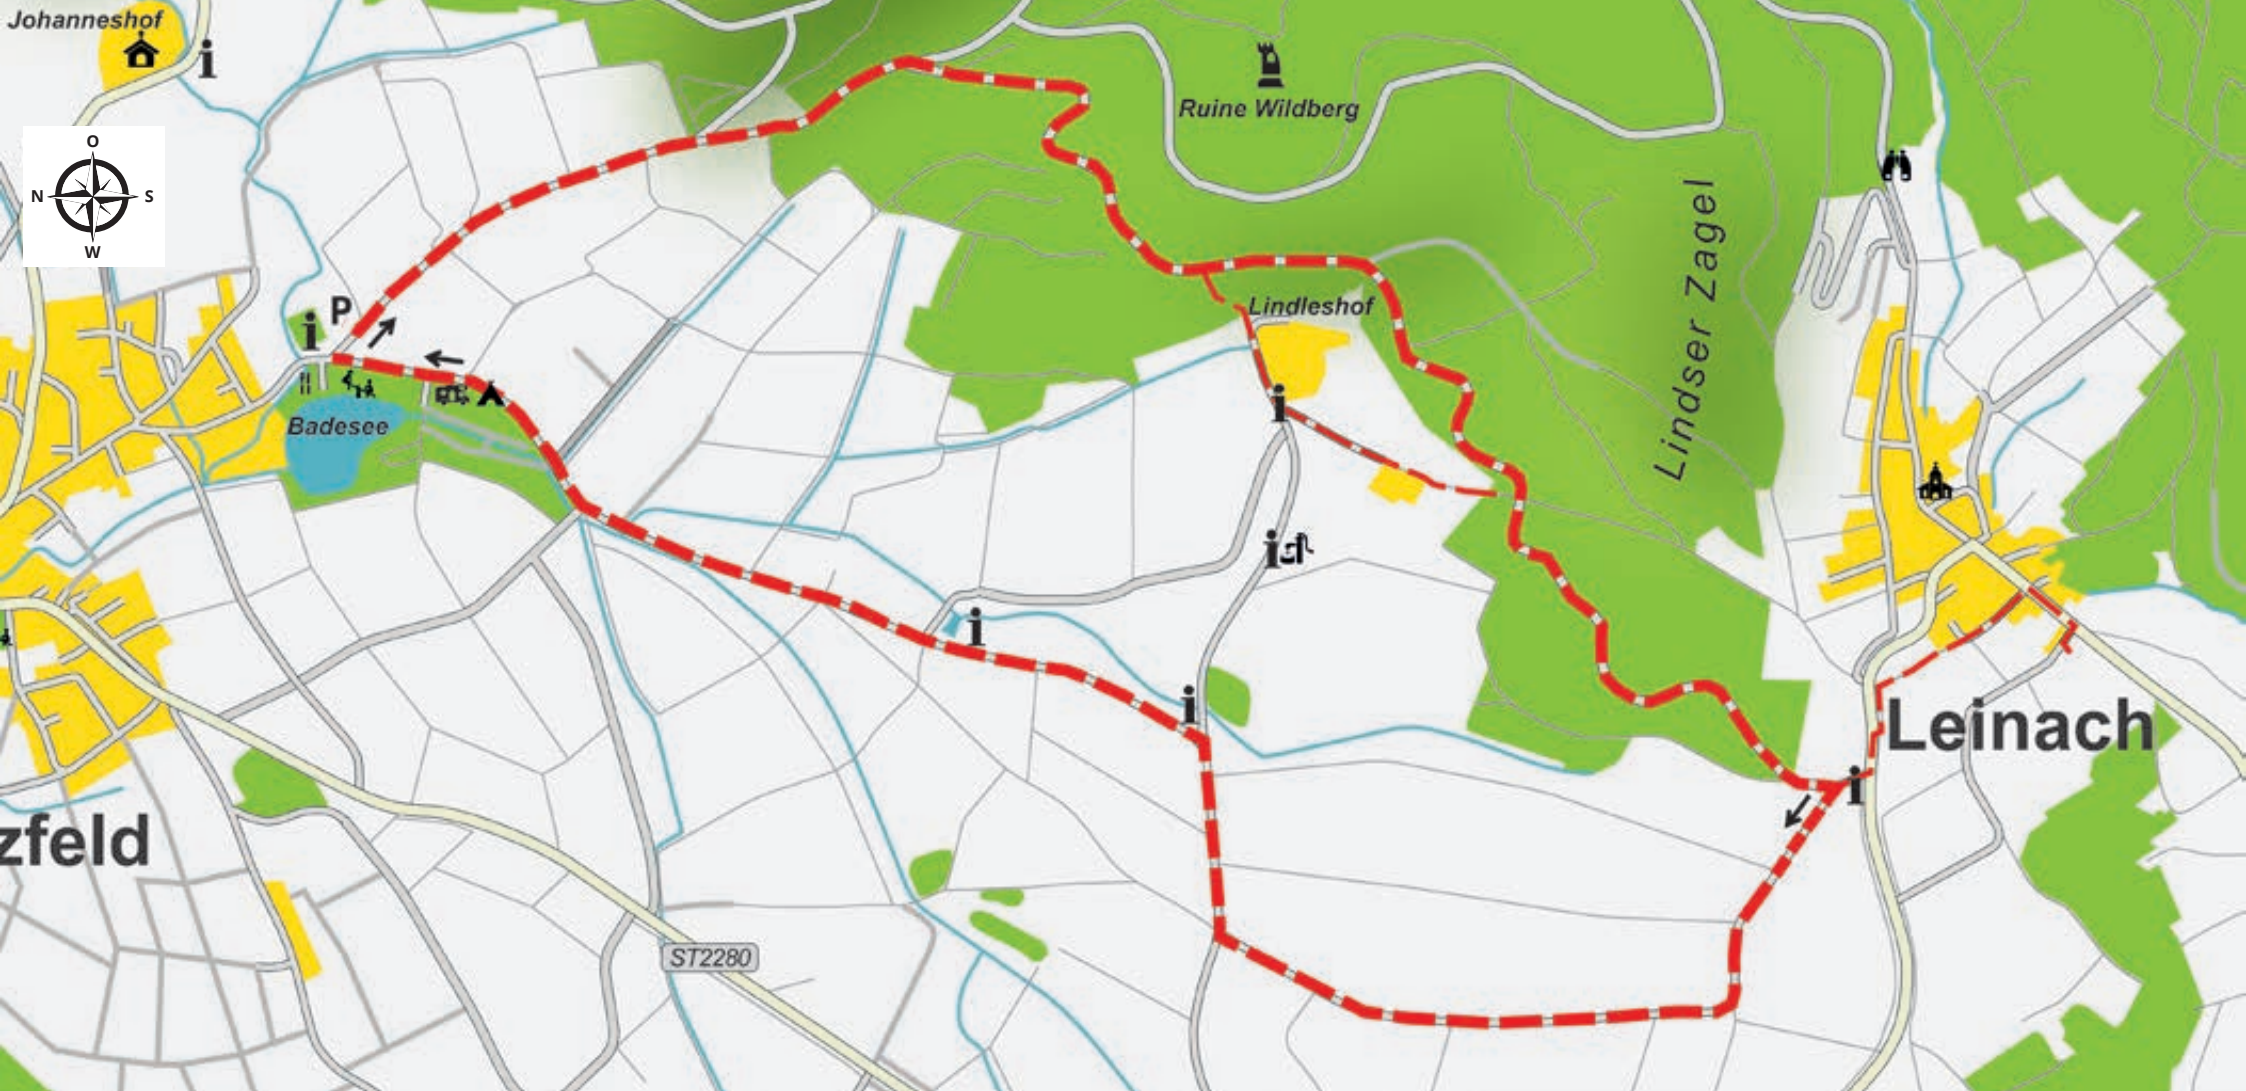 Johanneshof
i
O
N
S
W
Ruine Wildberg
Lindser Zagel
P
i
Lindleshof
Badesee
i
i
i
i
Leinach
i
zfeld
ST2280